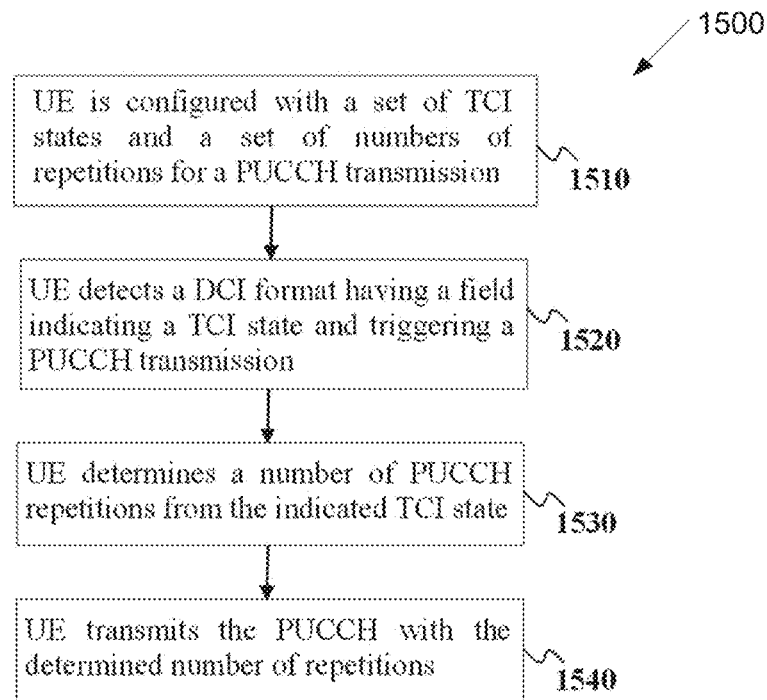 1500
UE is configured with a set of TCI
states and a set of numbers of
repetitions for a PUCCH transmission
1510
UE detects a DCI format having a field
indicating a TCI state and triggering a
PUCCH transmission
1520
UE determines a number of PUCCH
repetitions from the indicated TCI state
1530
UE transmits the PUCCH with the
determined number of repetitions
1540